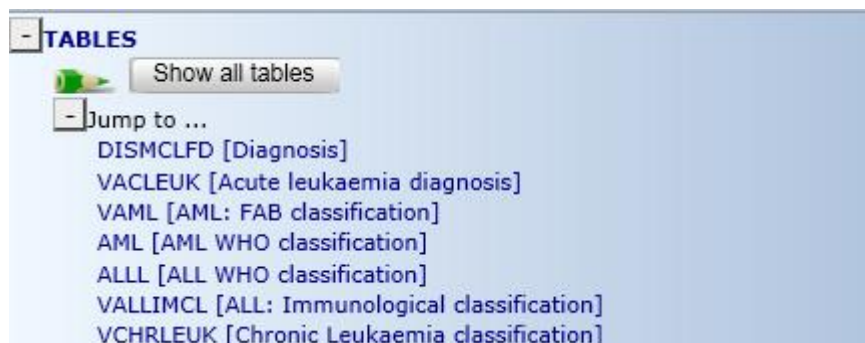 - TABLES
Show all tables
- Jump to ...
DISMCLFD [Diagnosis]
VACLEUK [Acute leukaemia diagnosis]
VAML [AML: FAB classification]
AML [AML WHO classification]
ALLL [ALL WHO classification]
VALLIMCL [ALL: Immunological classification]
VCHRLEUK [Chronic Leukaemia classification]